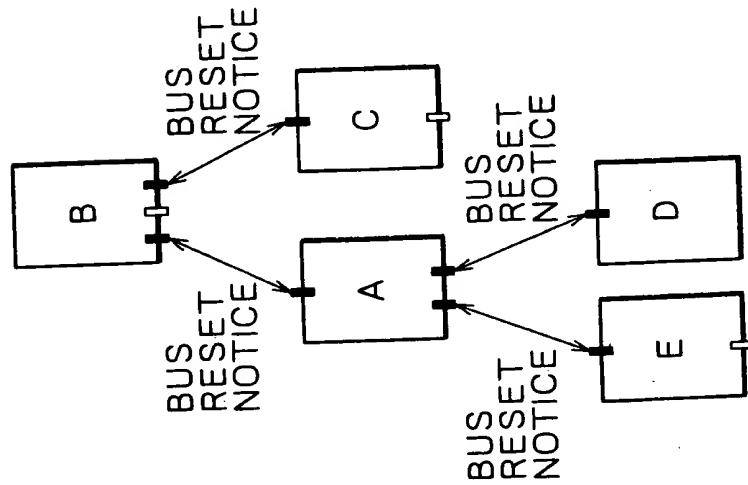 B
BUS
RESET
NOTICE
BUS
RESET
NOTICE
A
C
BUS
RESET
NOTICE
BUS
RESET
NOTICE
E
D